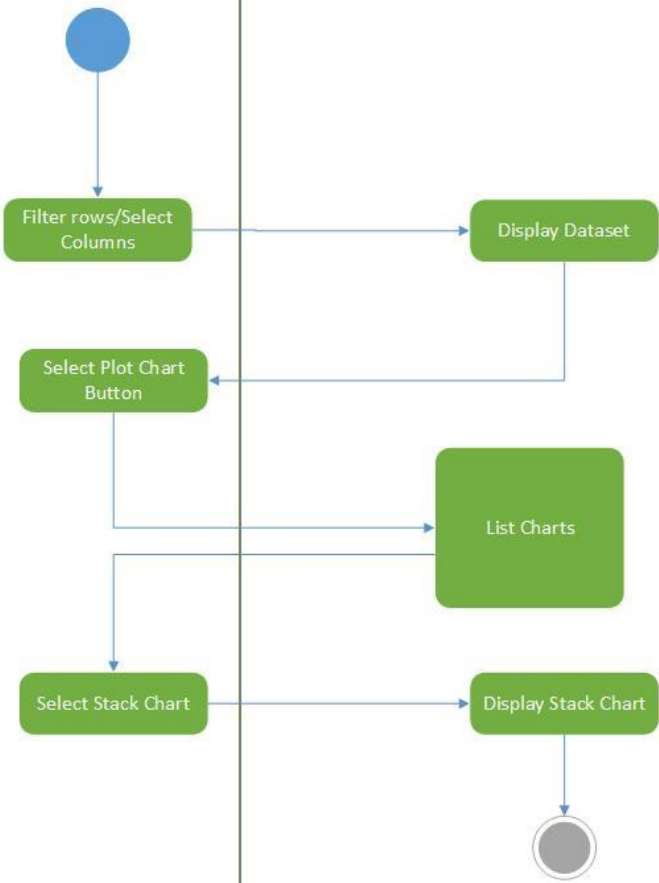 Filter rows/Select
Columns
Display Dataset
Select Plot Chart
Button
List Charts
Select Stack Chart
Display Stack Chart